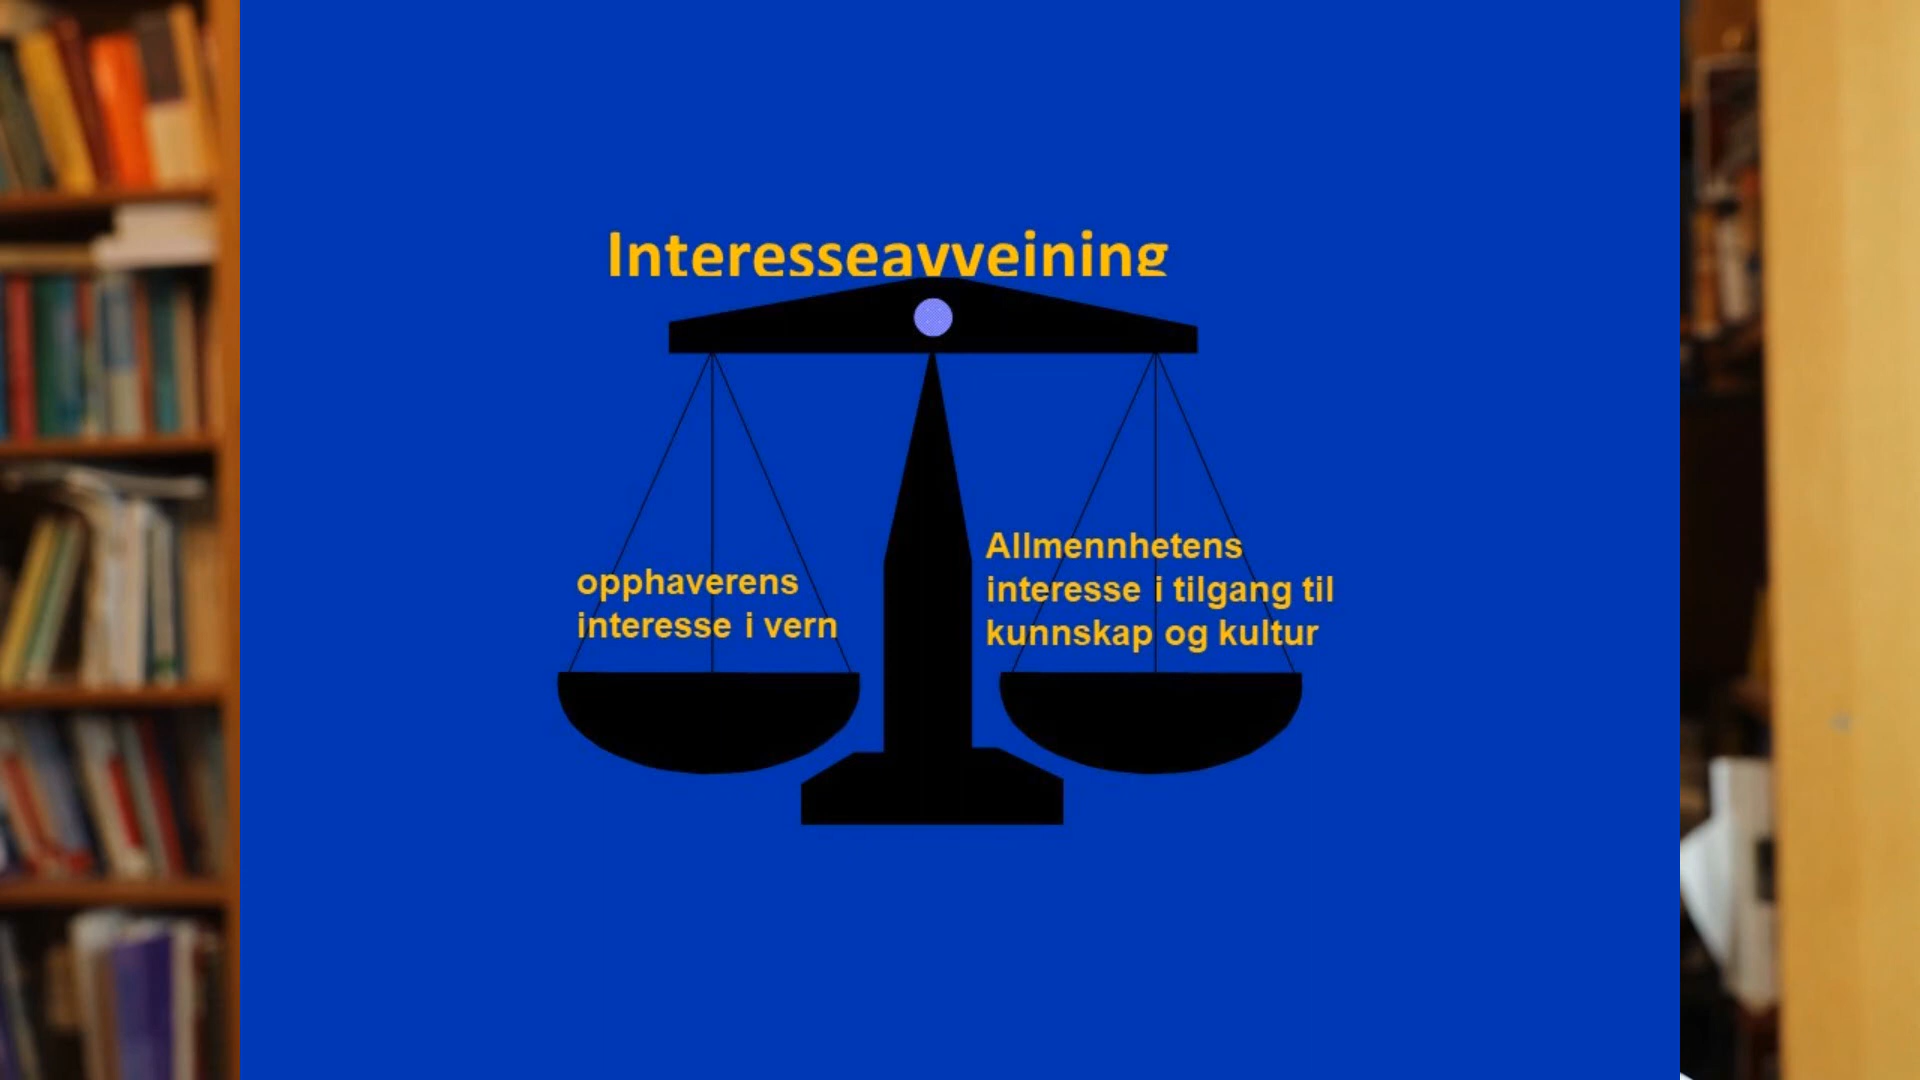 Interesseavveining
opphaverens
interesse i vern
Allmennhetens
interesse i tilgang til
kunnskap og kultur